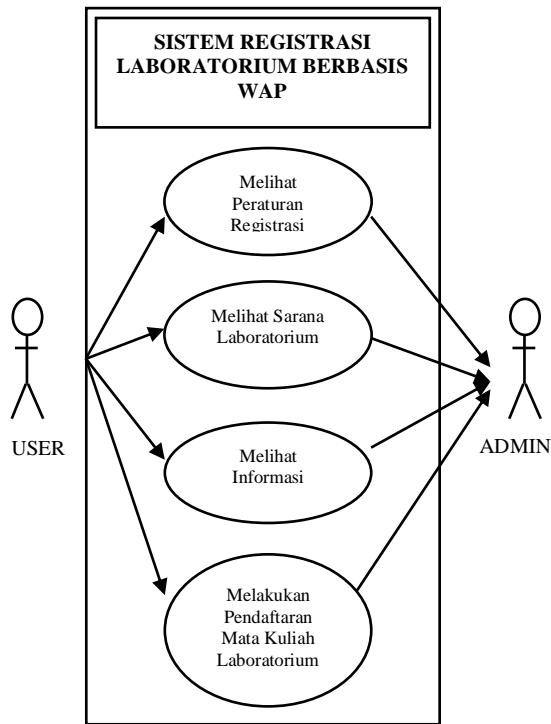 SISTEM REGISTRASI
LABORATORIUM BERBASIS
WAP
Melihat
Peraturan
Registrasi
Melihat Sarana
Laboratorium
USER
ADMIN
Melihat
Informasi
Melakukan
Pendaftaran
Mata Kuliah
Laboratorium